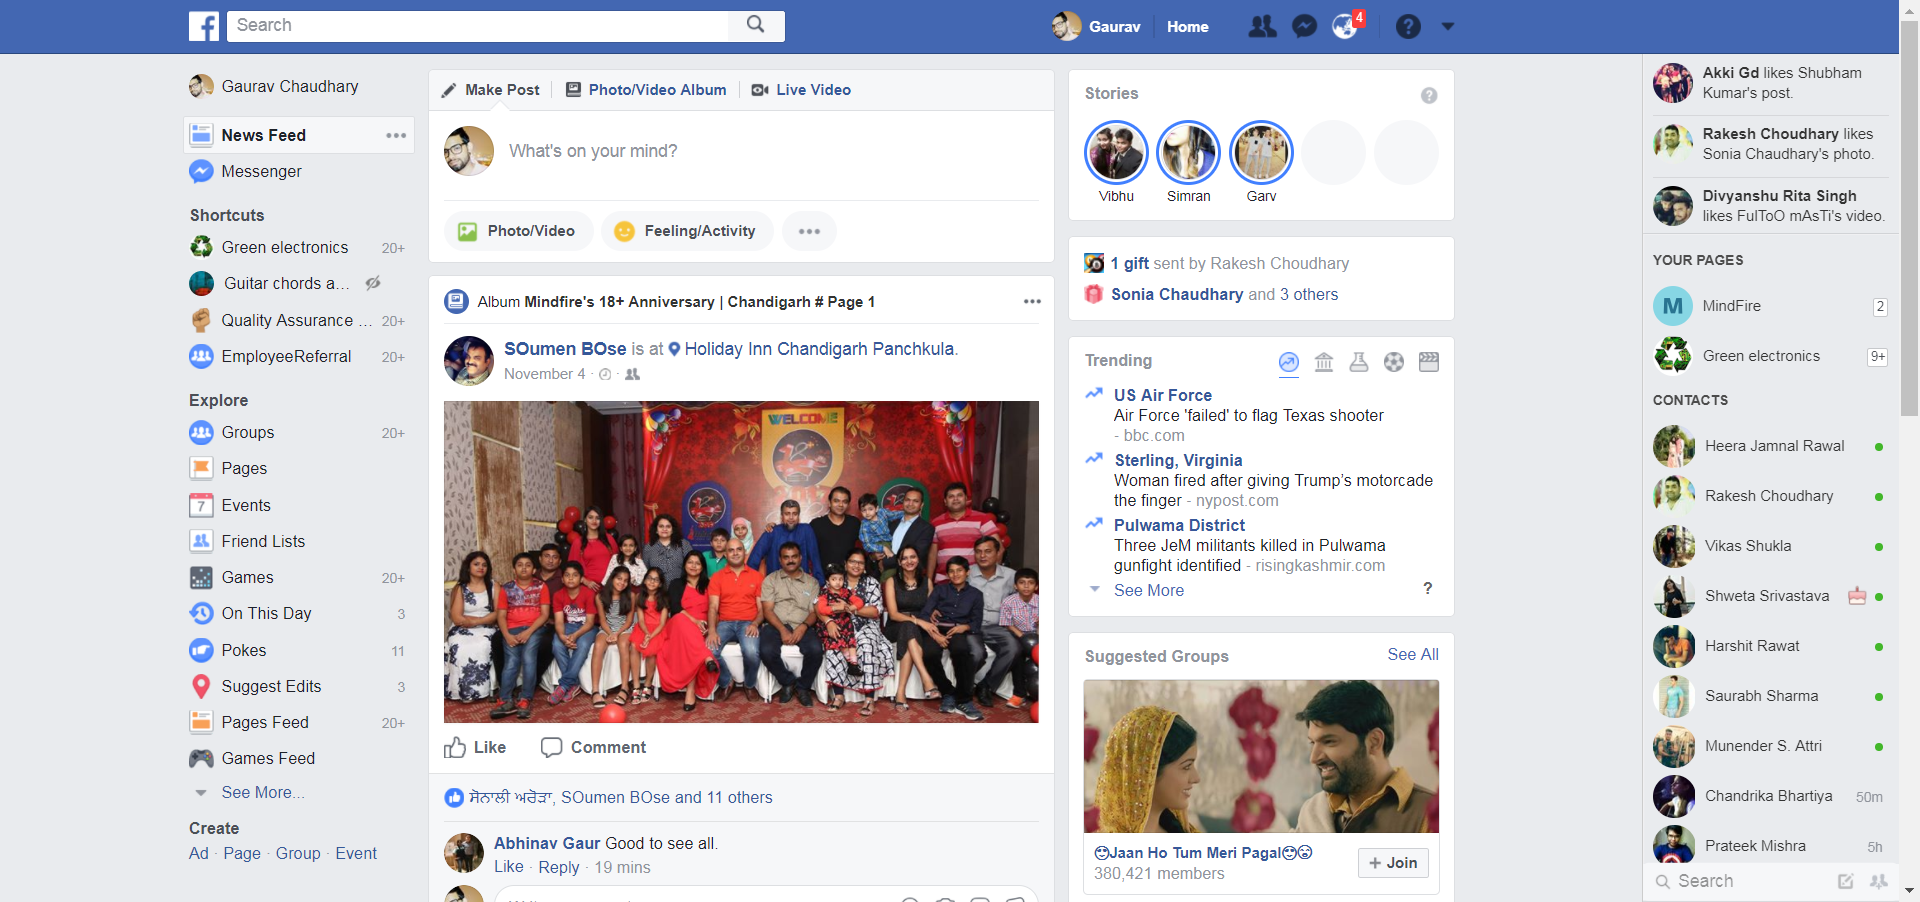 Search
Gaurav
Home
4
Gaurav Chaudhary
News Feed
Messenger
Shortcuts
Green electronics 20+
Guitar chords a...
Quality Assurance ... 20+
EmployeeReferral 20+
Explore
Groups 20+
Pages
7 Events
Friend Lists
Games 20+
On This Day 3
Pokes 11
Suggest Edits 3
Pages Feed 20+
Games Feed
See More...
Create
Ad · Page · Group · Event
Make Post
Photo/Video Album
Live Video
What's on your mind?
Photo/Video
Feeling/Activity
Album Mindfire's 18+ Anniversary | Chandigarh # Page 1
SOumen BOse is at Holiday Inn Chandigarh Panchkula.
November 4
WELCOME
Like
Comment
ਸੋਨਾਲੀ ਅਰੋੜਾ, SOumen BOse and 11 others
Abhinav Gaur Good to see all.
Like · Reply · 19 mins
Stories
?
Vibhu
Simran
Garv
1 gift sent by Rakesh Choudhary
Sonia Chaudhary and 3 others
Trending
US Air Force
Air Force 'failed' to flag Texas shooter
- bbc.com
Sterling, Virginia
Woman fired after giving Trump’s motorcade
the finger - nypost.com
Pulwama District
Three JeM militants killed in Pulwama
gunfight identified - risingkashmir.com
See More
?
Suggested Groups
See All
Jaan Ho Tum Meri Pagal
380,421 members
+ Join
Akki Gd likes Shubham
Kumar's post.
Rakesh Choudhary likes
Sonia Chaudhary's photo.
Divyanshu Rita Singh
likes FulToO mAsTi's video.
YOUR PAGES
M MindFire 2
Green electronics 9+
CONTACTS
Heera Jamnal Rawal
Rakesh Choudhary
Vikas Shukla
Shweta Srivastava
Harshit Rawat
Saurabh Sharma
Munender S. Attri
Chandrika Bhartiya 50m
Prateek Mishra 5h
Search